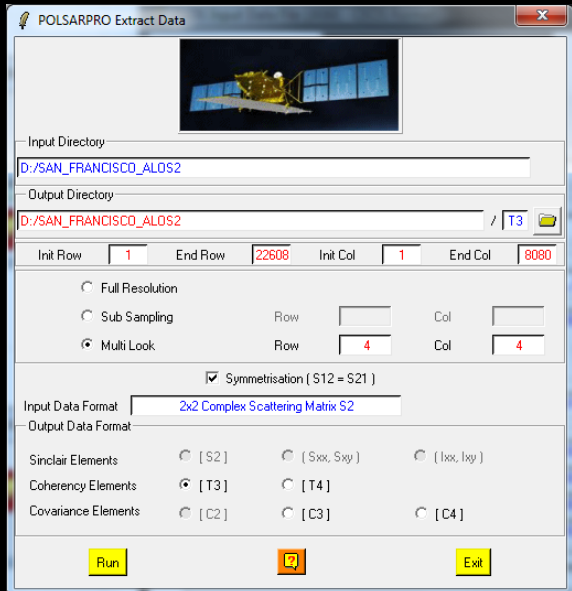 POLSARPRO Extract Data
Input Directory
D:/SAN_FRANCISCO_ALOS2
Output Directory
D:/SAN_FRANCISCO_ALOS2 / T3
Init Row 1 End Row 22608 Init Col 1 End Col 8080
Full Resolution
Sub Sampling Row Col
Multi Look Row 4 Col 4
Symmetrisation ( S12 = S21 )
Input Data Format 2x2 Complex Scattering Matrix S2
Output Data Format
Sinclair Elements [ S2 ] ( Sxx, Sxy ) ( Ixx, Ixy )
Coherency Elements [ T3 ] [ T4 ]
Covariance Elements [ C2 ] [ C3 ] [ C4 ]
Run ? Exit